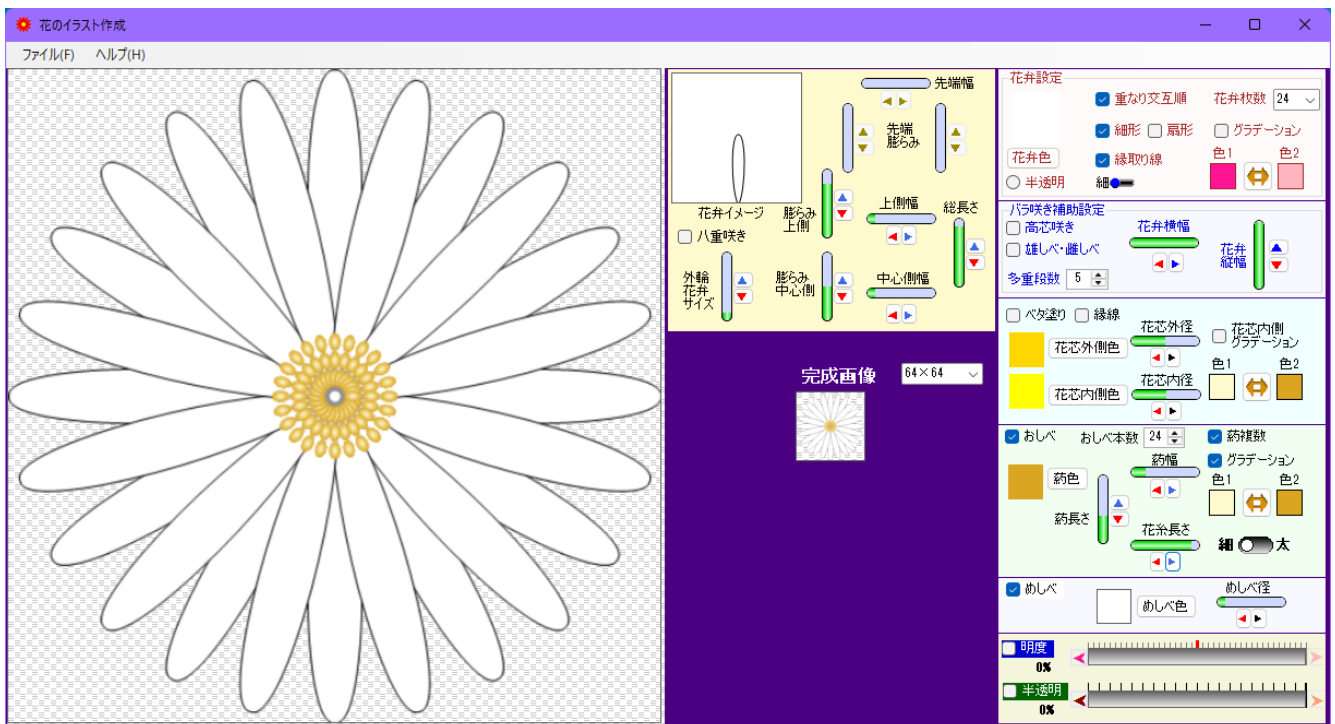 花のイラスト作成
ファイル(F) ヘルプ(H)
先端幅
先端
膨らみ
花弁イメージ
膨らみ
上側
上側幅
総長さ
八重咲き
外輪
花弁
サイズ
膨らみ
中心側
中心側幅
完成画像
64×64
花弁設定
重なり交互順
花弁枚数 24
細形
扇形
グラデーション
花弁色
縁取り線
色1
色2
半透明
細
バラ咲き補助設定
高芯咲き
花弁横幅
雄しべ・雌しべ
花弁
縦幅
多重段数 5
ベタ塗り
縁線
花芯外径
花芯内側
グラデーション
花芯外側色
色1
色2
花芯内径
花芯内側色
おしべ
おしべ本数 24
葯複数
葯幅
グラデーション
葯色
色1
色2
葯長さ
花糸長さ
細
太
めしべ
めしべ色
めしべ径
明度
0%
半透明
0%